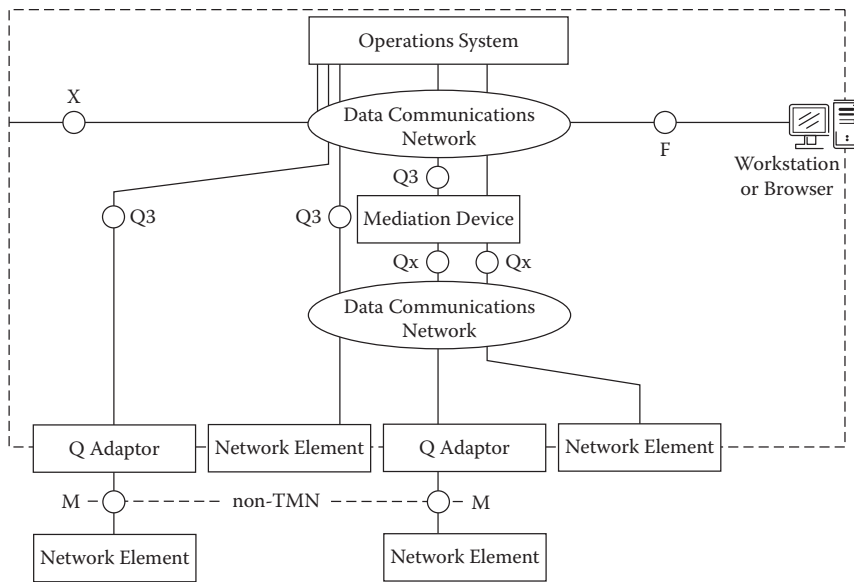 Operations System
X
Data Communications
Network
F
Workstation
or Browser
Q3
Q3
Q3
Mediation Device
Qx
Qx
Data Communications
Network
Q Adaptor
Network Element
Q Adaptor
Network Element
M
non-TMN
M
Network Element
Network Element